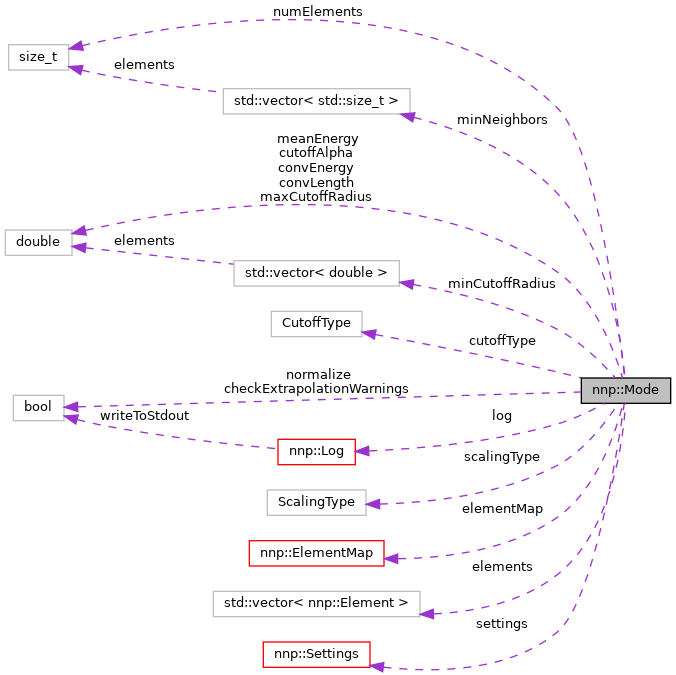 numElements
size_t
elements
std::vector< std::size_t >
minNeighbors
meanEnergy
cutoffAlpha
convEnergy
convLength
maxCutoffRadius
double
elements
std::vector< double >
minCutoffRadius
CutoffType
cutoffType
normalize
checkExtrapolationWarnings
nnp::Mode
bool
writeToStdout
log
nnp::Log
scalingType
ScalingType
elementMap
nnp::ElementMap
elements
std::vector< nnp::Element >
settings
nnp::Settings